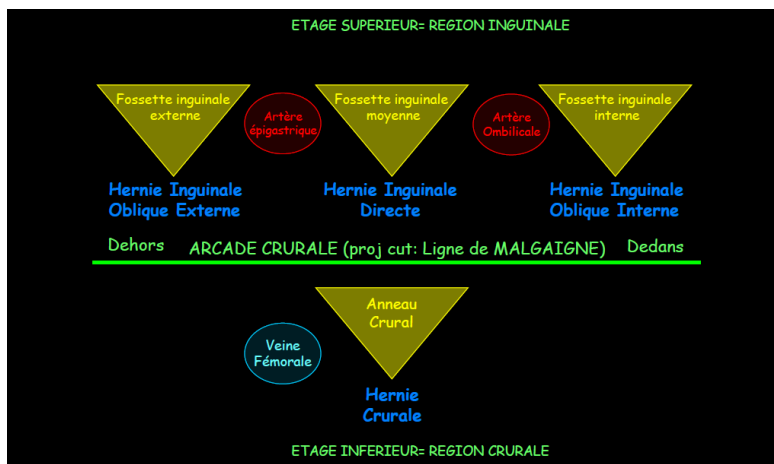 ETAGE SUPERIEUR= REGION INGUINALE
Fossette inguinale
externe
Artère
épigastrique
Fossette inguinale
moyenne
Artère
Ombilicale
Fossette inguinale
interne
Hernie Inguinale
Oblique Externe
Hernie Inguinale
Directe
Hernie Inguinale
Oblique Interne
Dehors
ARCADE CRURALE (proj cut: Ligne de MALGAIGNE)
Dedans
Anneau
Crural
Veine
Fémorale
Hernie
Crurale
ETAGE INFERIEUR= REGION CRURALE